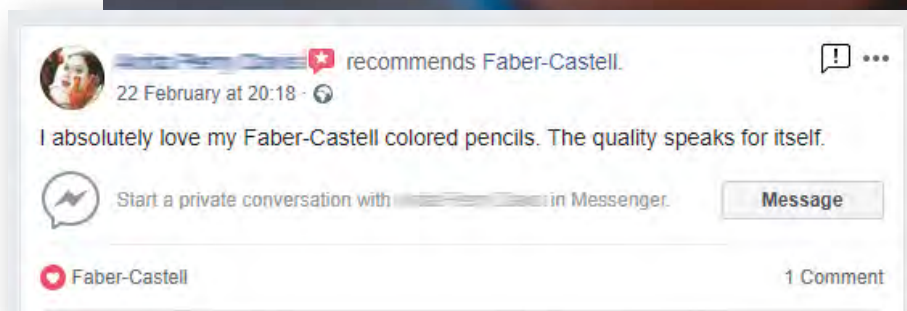 recommends Faber-Castell.
22 February at 20:18 ·
I absolutely love my Faber-Castell colored pencils. The quality speaks for itself.
Start a private conversation with in Messenger.
Message
Faber-Castell
1 Comment